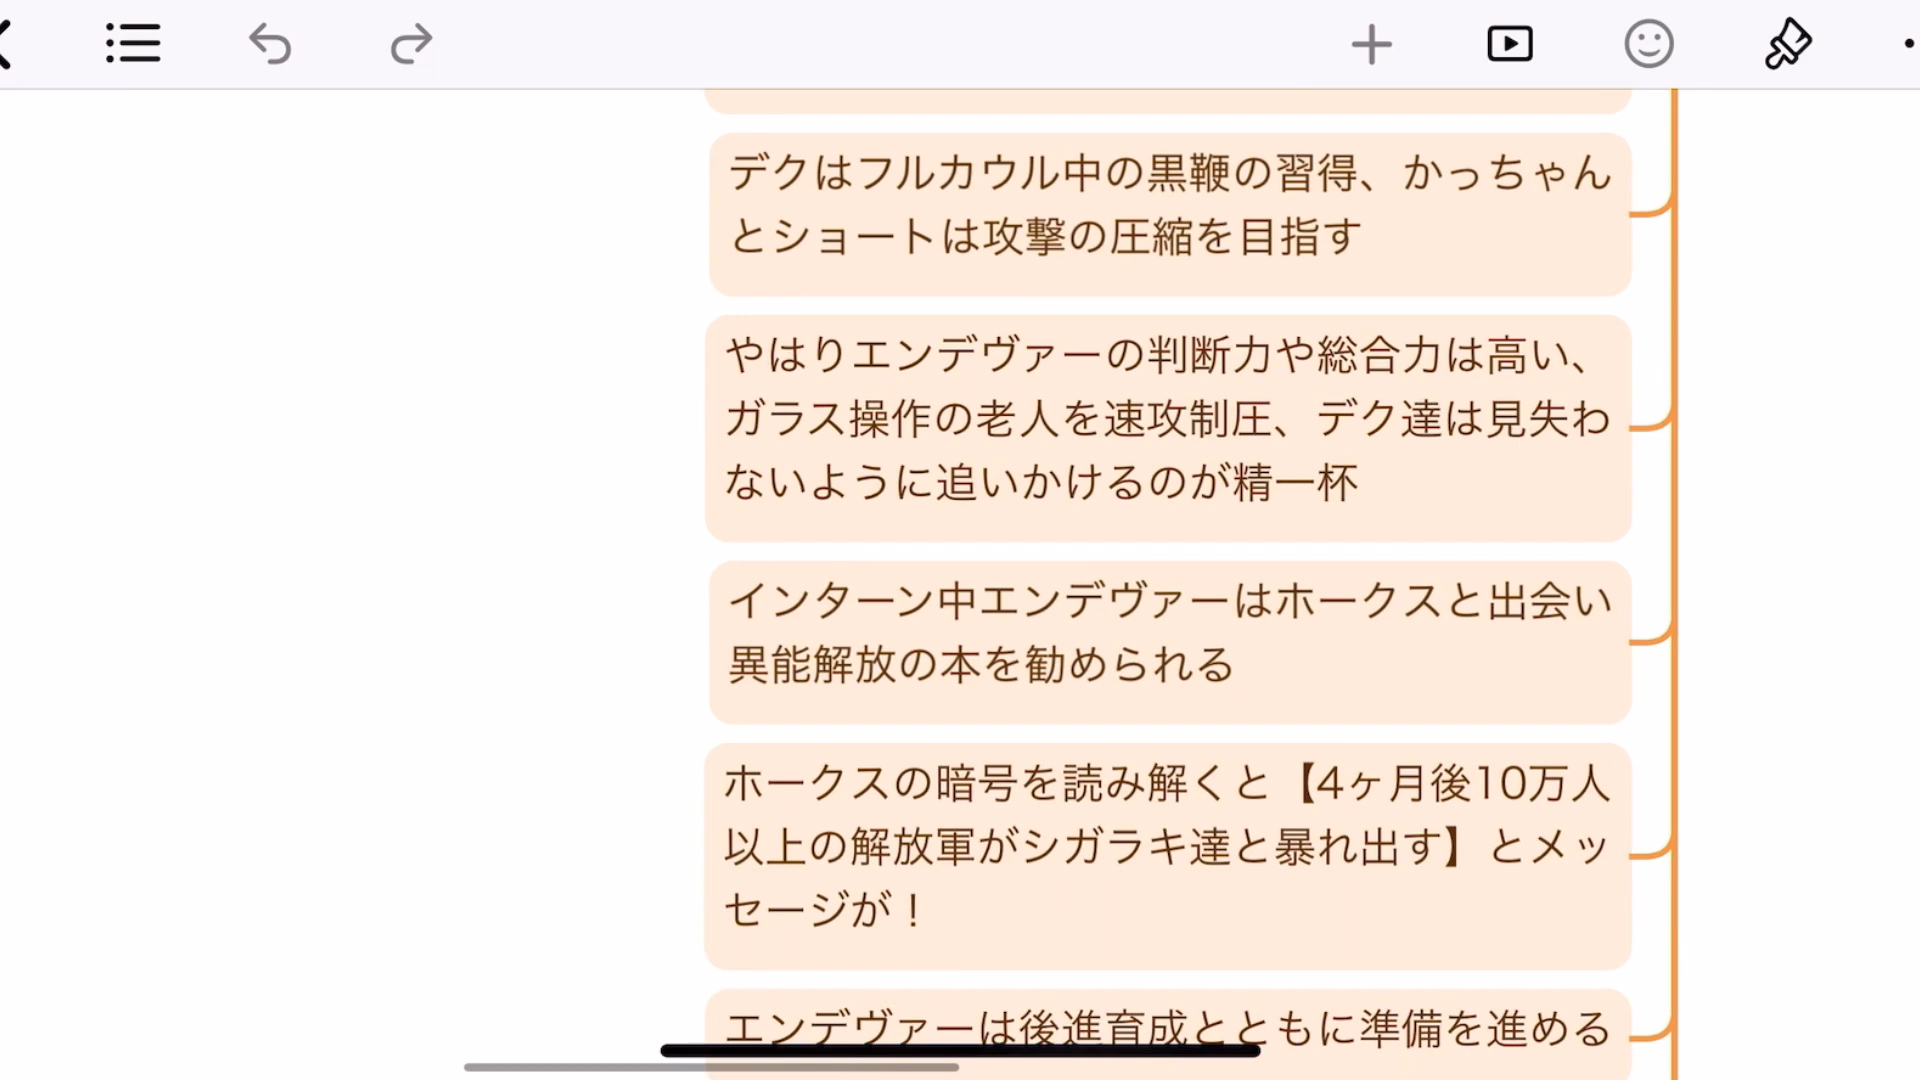 デクはフルカウル中の黒鞭の習得、かっちゃん
とショートは攻撃の圧縮を目指す
やはりエンデヴァーの判断力や総合力は高い、
ガラス操作の老人を速攻制圧、デク達は見失わ
ないように追いかけるのが精一杯
インターン中エンデヴァーはホークスと出会い
異能解放の本を勧められる
ホークスの暗号を読み解くと【4ヶ月後10万人
以上の解放軍がシガラキ達と暴れ出す】とメッ
セージが！
エンデヴァーは後進育成とともに準備を進める